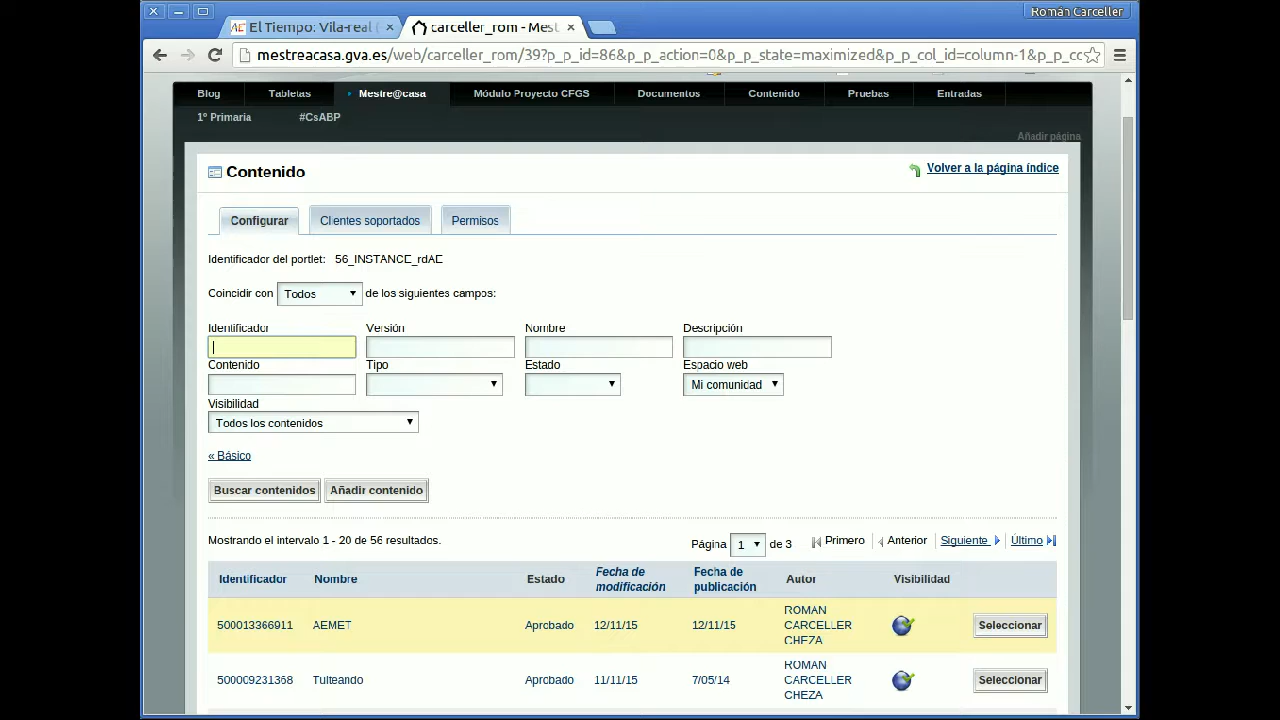 Román Carceller
El Tiempo: Vila-real (
carceller_rom - Mest
mestreacasa.gva.es/web/carceller_rom/39?p_p_id=86&p_p_action=0&p_p_state=maximized&p_p_col_id=column-1&p_p_cc
Blog Tabletas Mestre@casa Módulo Proyecto CFGS Documentos Contenido Pruebas Entradas
1º Primaria #CsABP
Añadir página
Contenido
Volver a la página índice
Configurar Clientes soportados Permisos
Identificador del portlet: 56_INSTANCE_rdAE
Coincidir con Todos de los siguientes campos:
Identificador Versión Nombre Descripción
Contenido Tipo Estado Espacio web
Mi comunidad
Visibilidad
Todos los contenidos
« Básico
Buscar contenidos Añadir contenido
Mostrando el intervalo 1 - 20 de 56 resultados.
Página 1 de 3 Primero Anterior Siguiente Último
Identificador Nombre Estado Fecha de modificación Fecha de publicación Autor Visibilidad
500013366911 AEMET Aprobado 12/11/15 12/11/15 ROMAN CARCELLER CHEZA Seleccionar
500009231368 Tuiteando Aprobado 11/11/15 7/05/14 ROMAN CARCELLER CHEZA Seleccionar